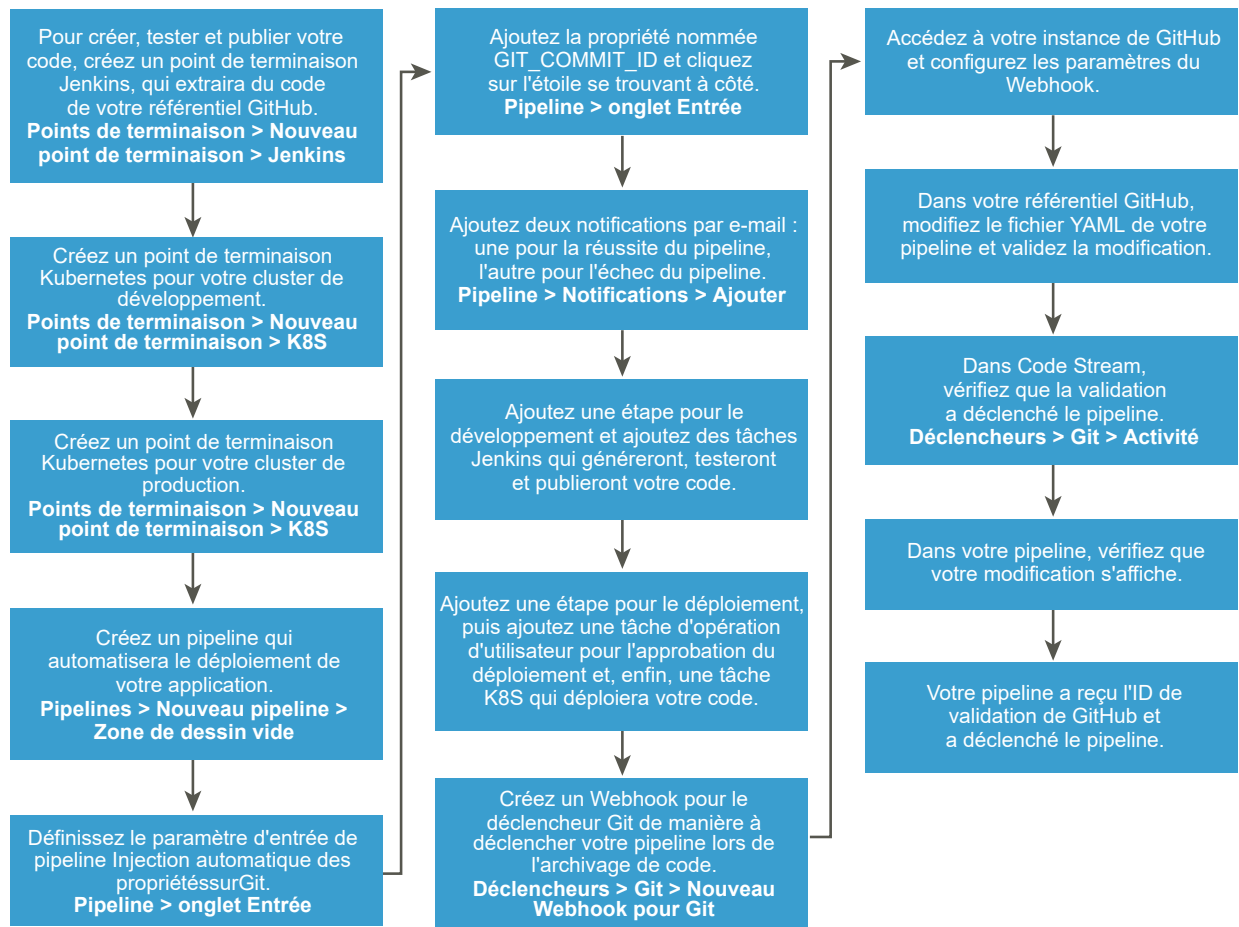 Pour créer, tester et publier votre
code, créez un point de terminaison
Jenkins, qui extraira du code
de votre référentiel GitHub.
Points de terminaison > Nouveau
point de terminaison > Jenkins
Créez un point de terminaison
Kubernetes pour votre cluster de
développement.
Points de terminaison > Nouveau
point de terminaison > K8S
Créez un point de terminaison
Kubernetes pour votre cluster de
production.
Points de terminaison > Nouveau
point de terminaison > K8S
Créez un pipeline qui
automatisera le déploiement de
votre application.
Pipelines > Nouveau pipeline >
Zone de dessin vide
Définissez le paramètre d'entrée de
pipeline Injection automatique des
propriétéssurGit.
Pipeline > onglet Entrée
Ajoutez la propriété nommée
GIT_COMMIT_ID et cliquez
sur l'étoile se trouvant à côté.
Pipeline > onglet Entrée
Ajoutez deux notifications par e-mail :
une pour la réussite du pipeline,
l'autre pour l'échec du pipeline.
Pipeline > Notifications > Ajouter
Ajoutez une étape pour le
développement et ajoutez des tâches
Jenkins qui généreront, testeront
et publieront votre code.
Ajoutez une étape pour le déploiement,
puis ajoutez une tâche d'opération
d'utilisateur pour l'approbation du
déploiement et, enfin, une tâche
K8S qui déploiera votre code.
Créez un Webhook pour le
déclencheur Git de manière à
déclencher votre pipeline lors de
l'archivage de code.
Déclencheurs > Git > Nouveau
Webhook pour Git
Accédez à votre instance de GitHub
et configurez les paramètres du
Webhook.
Dans votre référentiel GitHub,
modifiez le fichier YAML de votre
pipeline et validez la modification.
Dans Code Stream,
vérifiez que la validation
a déclenché le pipeline.
Déclencheurs > Git > Activité
Dans votre pipeline, vérifiez que
votre modification s'affiche.
Votre pipeline a reçu l'ID de
validation de GitHub et
a déclenché le pipeline.